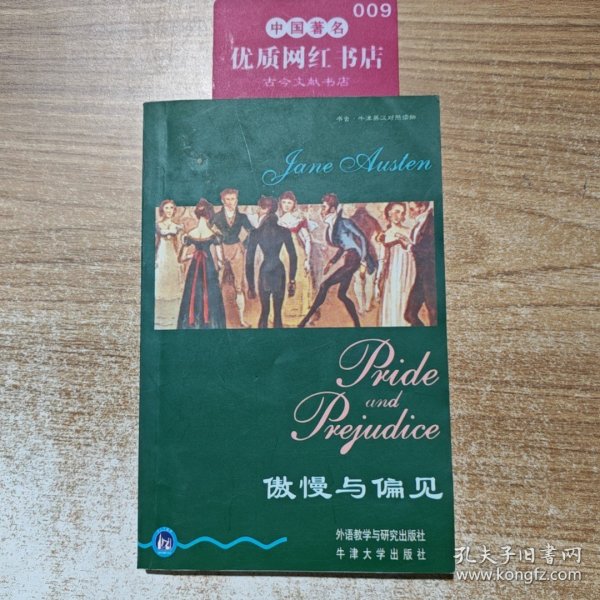 009
中国著名
优质网红书店
古今文献书店
书虫·牛津英汉对照读物
Jane Austen
Pride
and
Prejudice
傲慢与偏见
外语教学与研究出版社
牛津大学出版社
孔夫子旧书网
www.kongfz.com